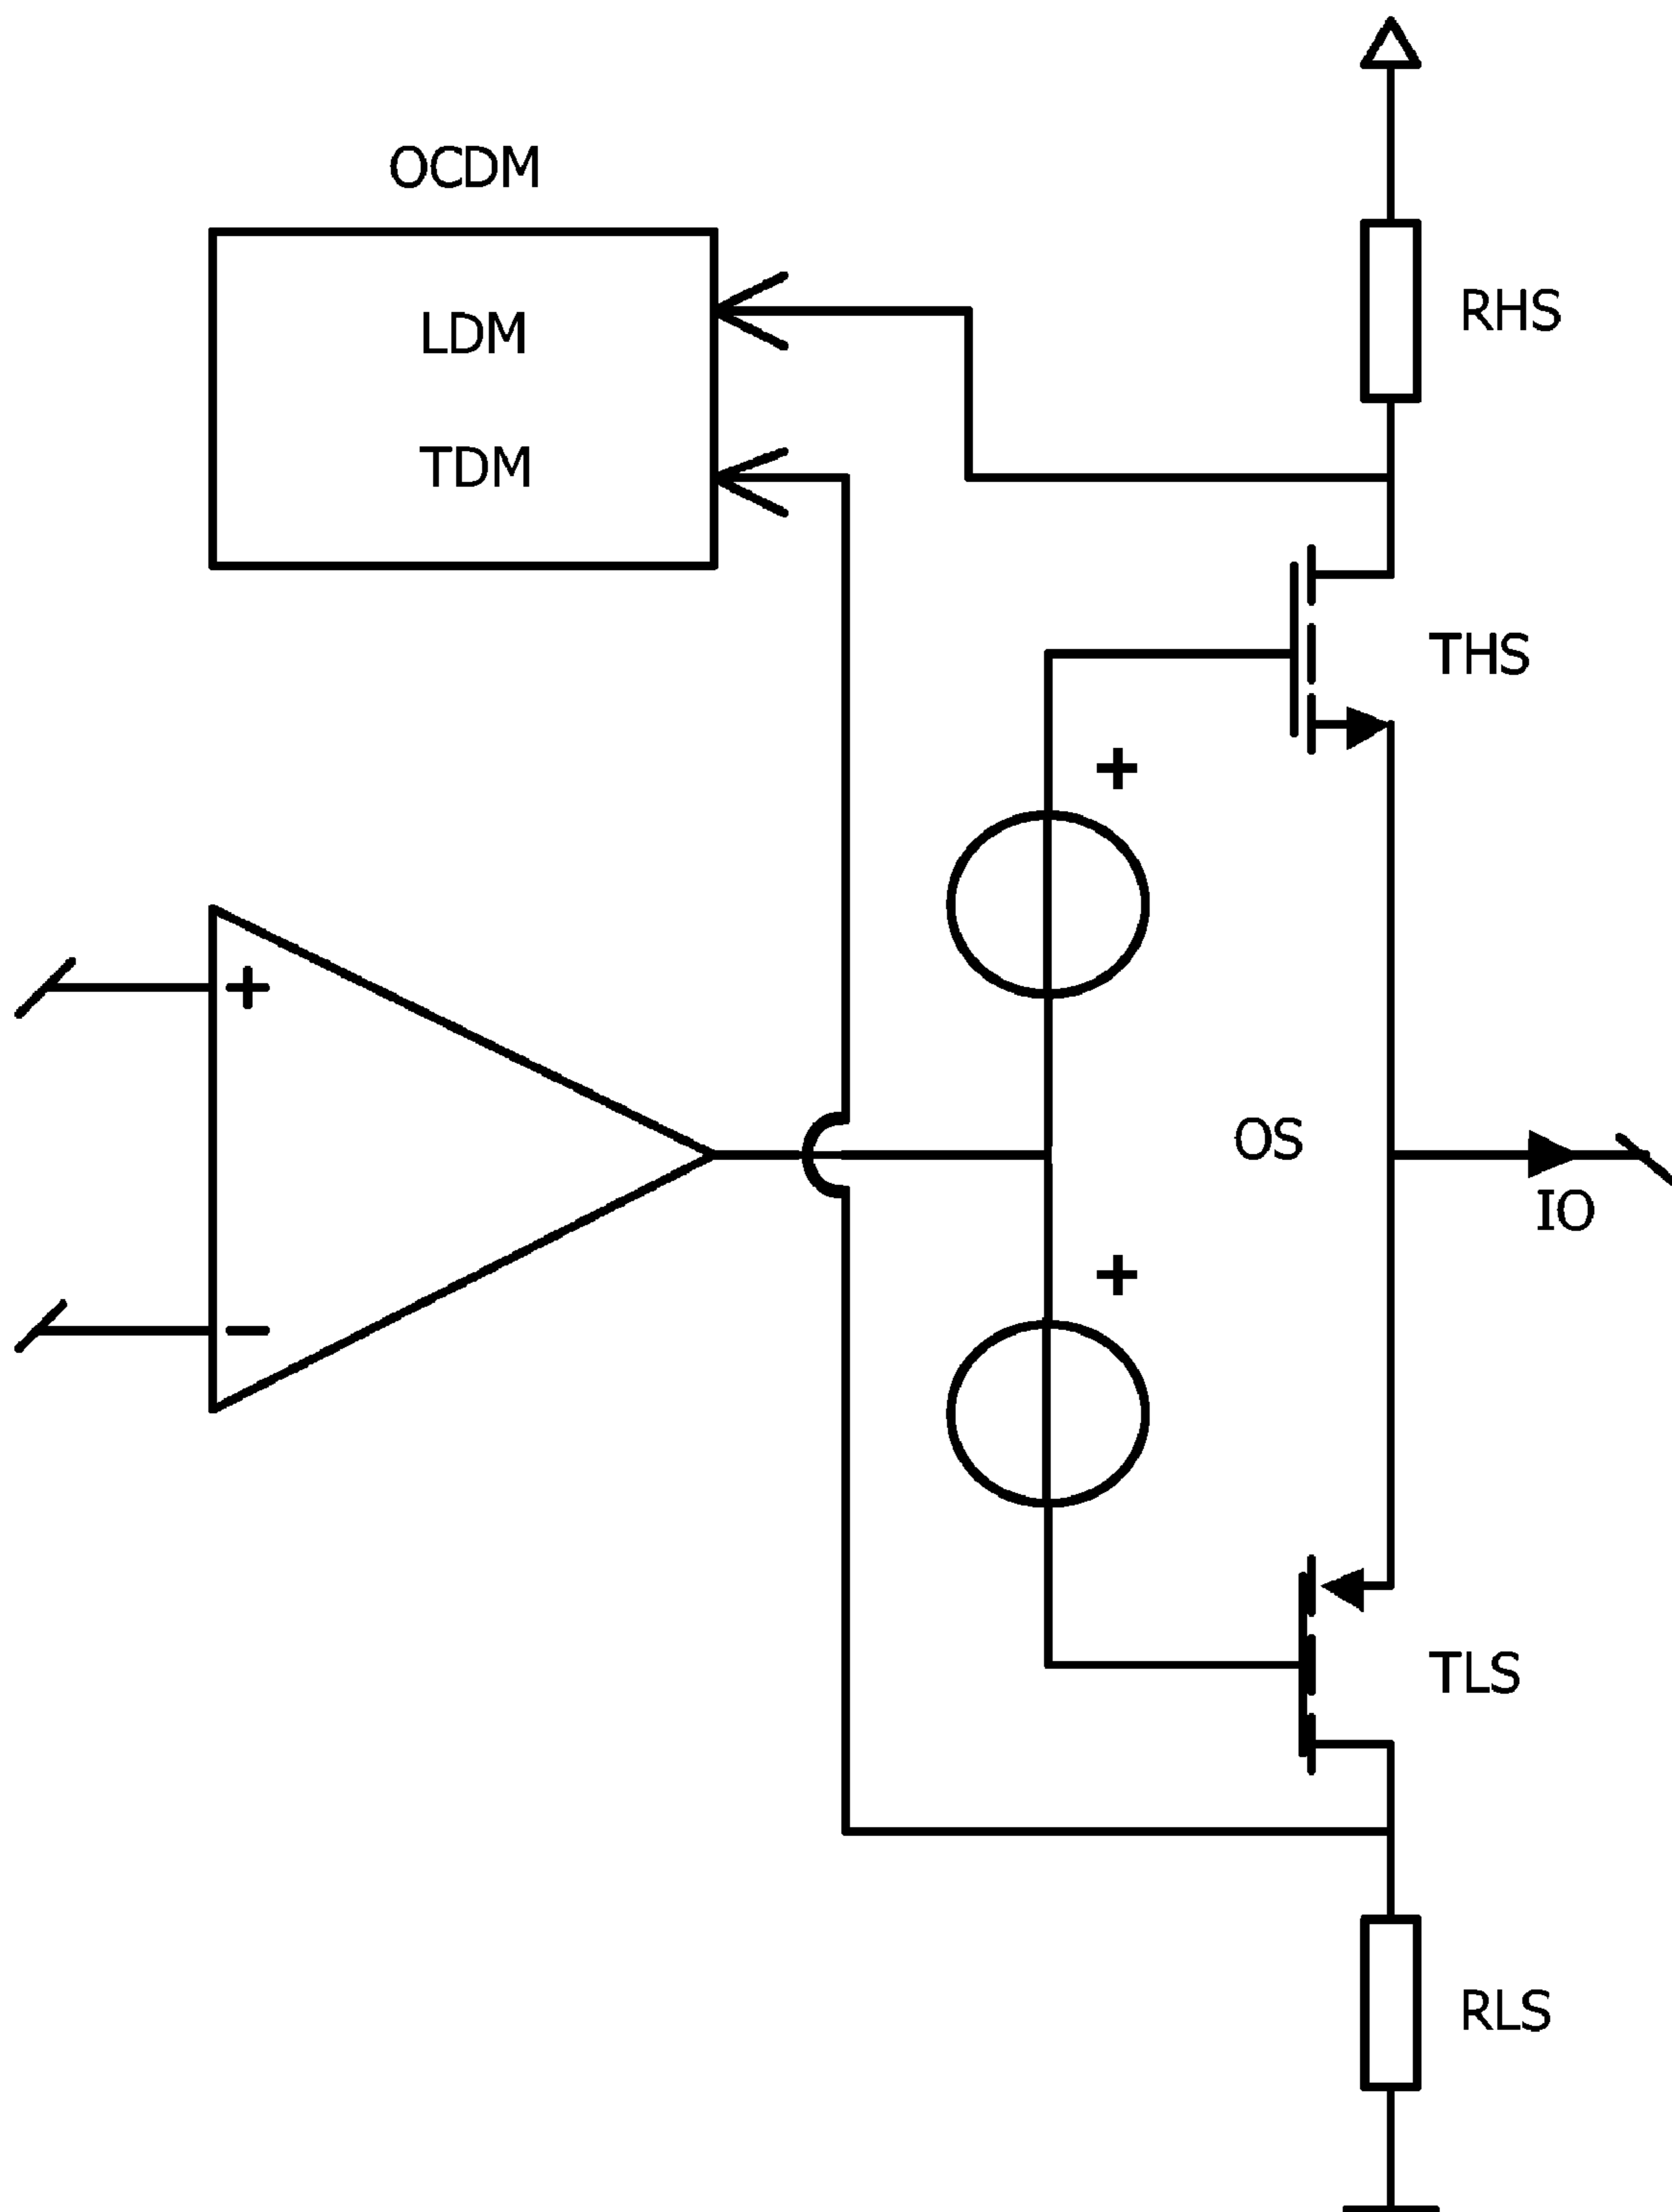 OCDM
LDM
RHS
TDM
THS
+
+
OS
IO
+
−
TLS
RLS